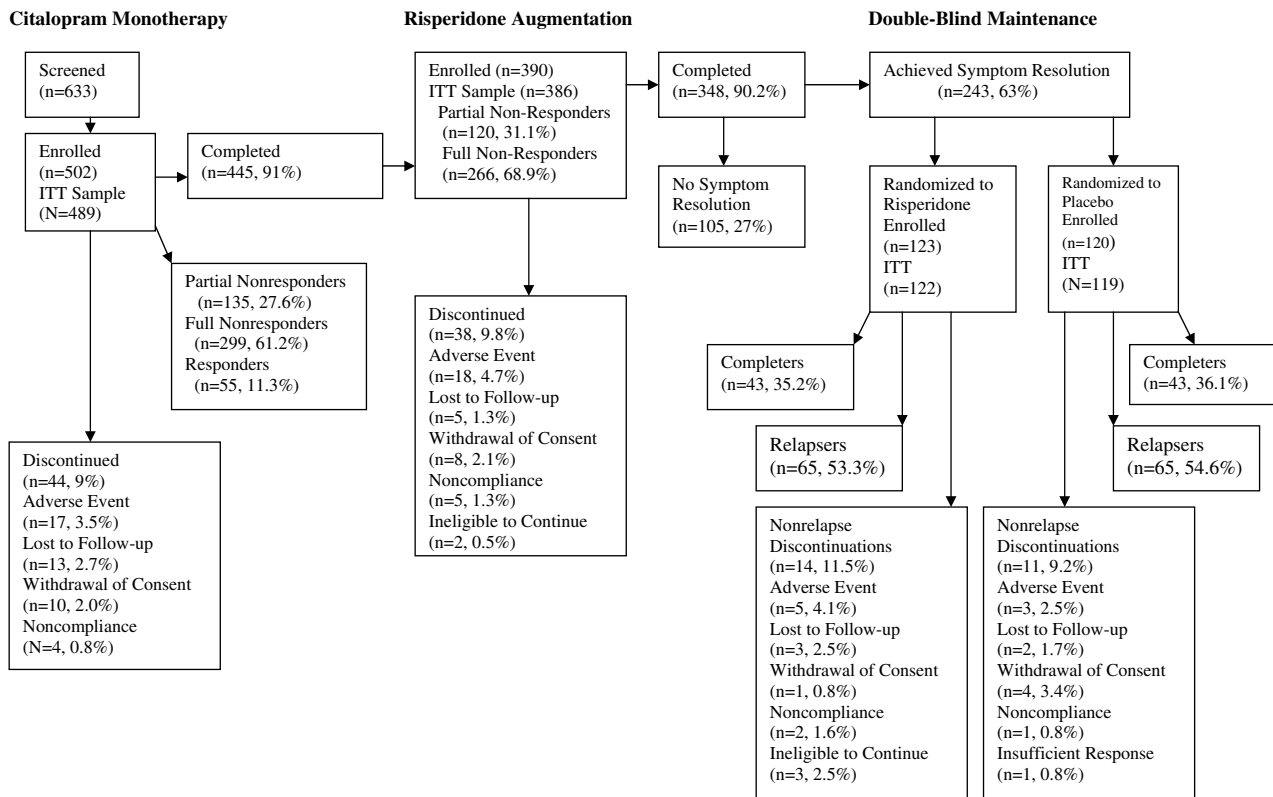 Citalopram Monotherapy
Risperidone Augmentation
Double-Blind Maintenance
Screened
(n=633)
Enrolled
(n=502)
ITT Sample
(N=489)
Completed
(n=445, 91%)
Partial Nonresponders
(n=135, 27.6%)
Full Nonresponders
(n=299, 61.2%)
Responders
(n=55, 11.3%)
Discontinued
(n=44, 9%)
Adverse Event
(n=17, 3.5%)
Lost to Follow-up
(n=13, 2.7%)
Withdrawal of Consent
(n=10, 2.0%)
Noncompliance
(N=4, 0.8%)
Enrolled (n=390)
ITT Sample (n=386)
Partial Non-Responders
(n=120, 31.1%)
Full Non-Responders
(n=266, 68.9%)
Discontinued
(n=38, 9.8%)
Adverse Event
(n=18, 4.7%)
Lost to Follow-up
(n=5, 1.3%)
Withdrawal of Consent
(n=8, 2.1%)
Noncompliance
(n=5, 1.3%)
Ineligible to Continue
(n=2, 0.5%)
Completed
(n=348, 90.2%)
No Symptom
Resolution
(n=105, 27%)
Achieved Symptom Resolution
(n=243, 63%)
Randomized to
Risperidone
Enrolled
(n=123)
ITT
(n=122)
Randomized to
Placebo
Enrolled
(n=120)
ITT
(N=119)
Completers
(n=43, 35.2%)
Completers
(n=43, 36.1%)
Relapsers
(n=65, 53.3%)
Relapsers
(n=65, 54.6%)
Nonrelapse
Discontinuations
(n=14, 11.5%)
Adverse Event
(n=5, 4.1%)
Lost to Follow-up
(n=3, 2.5%)
Withdrawal of Consent
(n=1, 0.8%)
Noncompliance
(n=2, 1.6%)
Ineligible to Continue
(n=3, 2.5%)
Nonrelapse
Discontinuations
(n=11, 9.2%)
Adverse Event
(n=3, 2.5%)
Lost to Follow-up
(n=2, 1.7%)
Withdrawal of Consent
(n=4, 3.4%)
Noncompliance
(n=1, 0.8%)
Insufficient Response
(n=1, 0.8%)